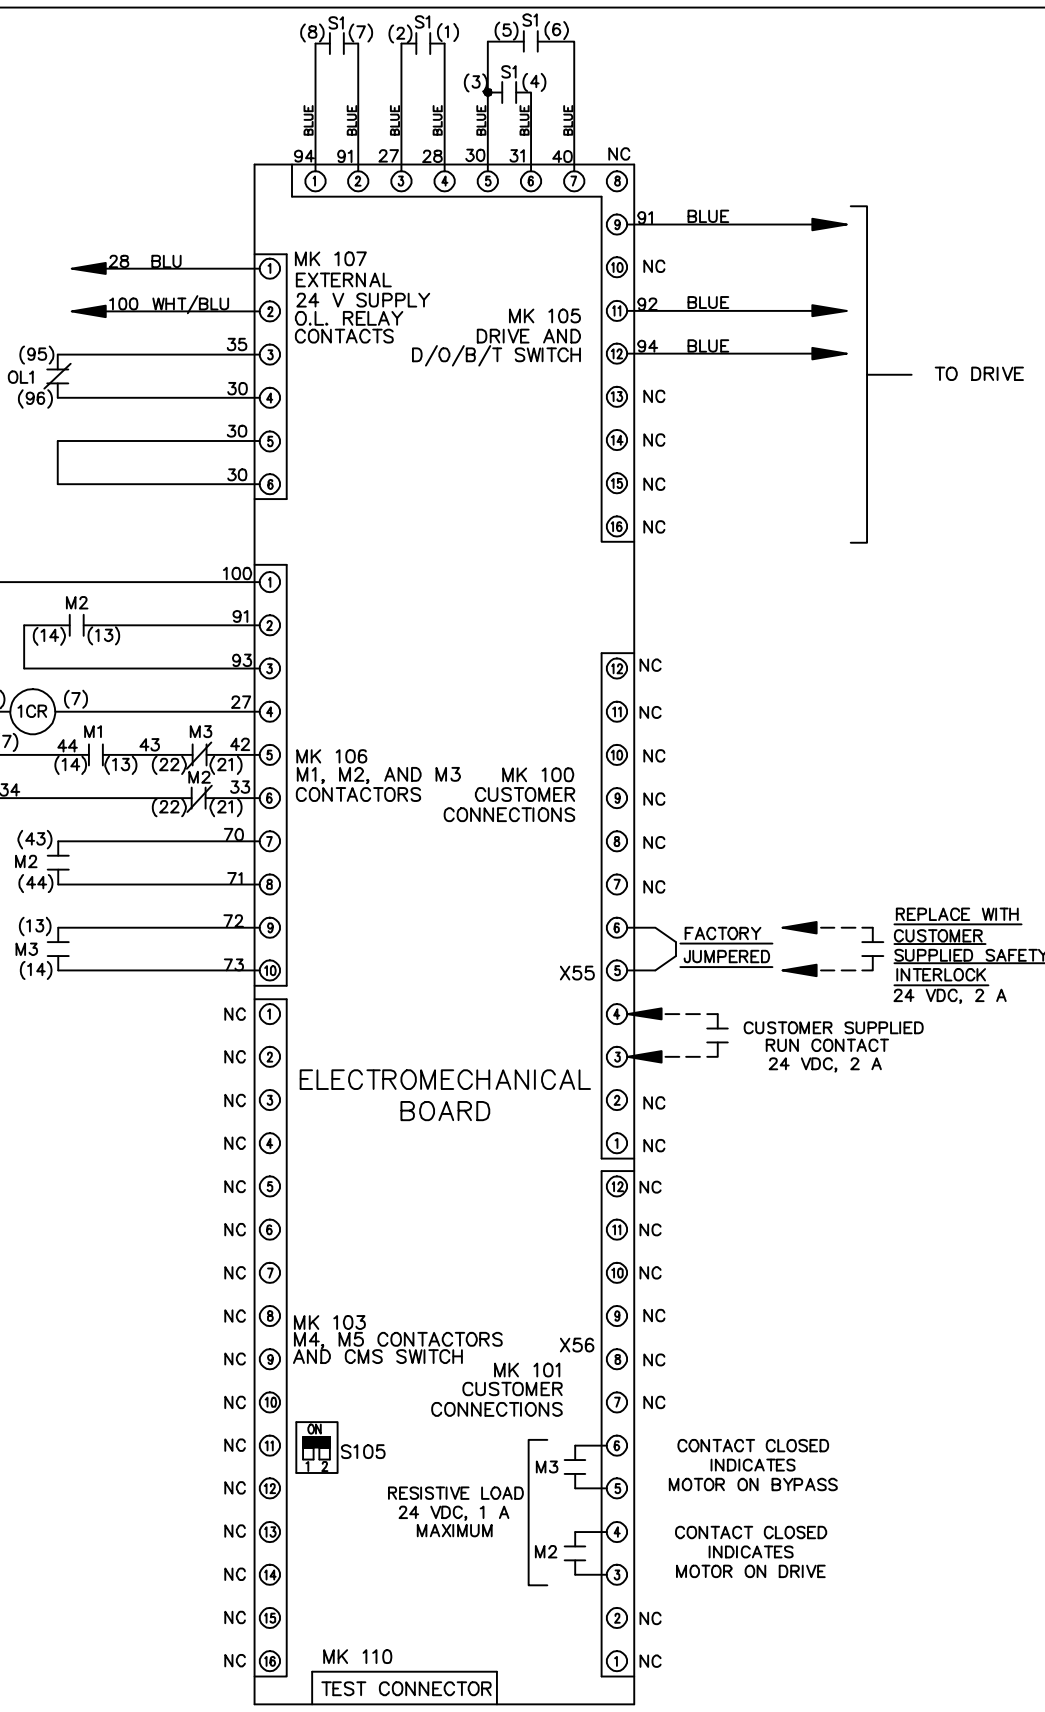 (8) S1 (7) (2) S1 (1) (5) S1 (6)
(3) S1 (4)
BLUE BLUE BLUE BLUE BLUE BLUE BLUE
94 91 27 28 30 31 40 NC
1 2 3 4 5 6 7 8
9 91 BLUE
10 NC
11 92 BLUE
12 94 BLUE
13 NC
14 NC
15 NC
16 NC
TO DRIVE
MK 105
DRIVE AND
D/O/B/T SWITCH
28 BLU 1
100 WHT/BLU 2
(95) 35 3
OL1
(96) 30 4
30 5
30 6
MK 107
EXTERNAL
24 V SUPPLY
O.L. RELAY
CONTACTS
100 1
M2 91 2
(14) (13)
93 3
) 1CR (7) 27 4
7) 44 M1 43 M3 42 5
(14) (13) (22) (21)
34 M2 33 6
(22) (21)
(43) 70 7
M2
(44) 71 8
(13) 72 9
M3
(14) 73 10
MK 106
M1, M2, AND M3
CONTACTORS
MK 100
CUSTOMER
CONNECTIONS
12 NC
11 NC
10 NC
9 NC
8 NC
7 NC
6
X55 5
4
3
2 NC
1 NC
FACTORY
JUMPERED
REPLACE WITH
CUSTOMER
SUPPLIED SAFETY
INTERLOCK
24 VDC, 2 A
CUSTOMER SUPPLIED
RUN CONTACT
24 VDC, 2 A
ELECTROMECHANICAL
BOARD
NC 1
NC 2
NC 3
NC 4
NC 5
NC 6
NC 7
NC 8
NC 9
NC 10
NC 11
NC 12
NC 13
NC 14
NC 15
NC 16
MK 103
M4, M5 CONTACTORS
AND CMS SWITCH
ON
1 2
S105
12 NC
11 NC
10 NC
9 NC
X56
8 NC
7 NC
6
5
4
3
2 NC
1 NC
MK 101
CUSTOMER
CONNECTIONS
RESISTIVE LOAD
24 VDC, 1 A
MAXIMUM
M3
M2
CONTACT CLOSED
INDICATES
MOTOR ON BYPASS
CONTACT CLOSED
INDICATES
MOTOR ON DRIVE
MK 110
TEST CONNECTOR